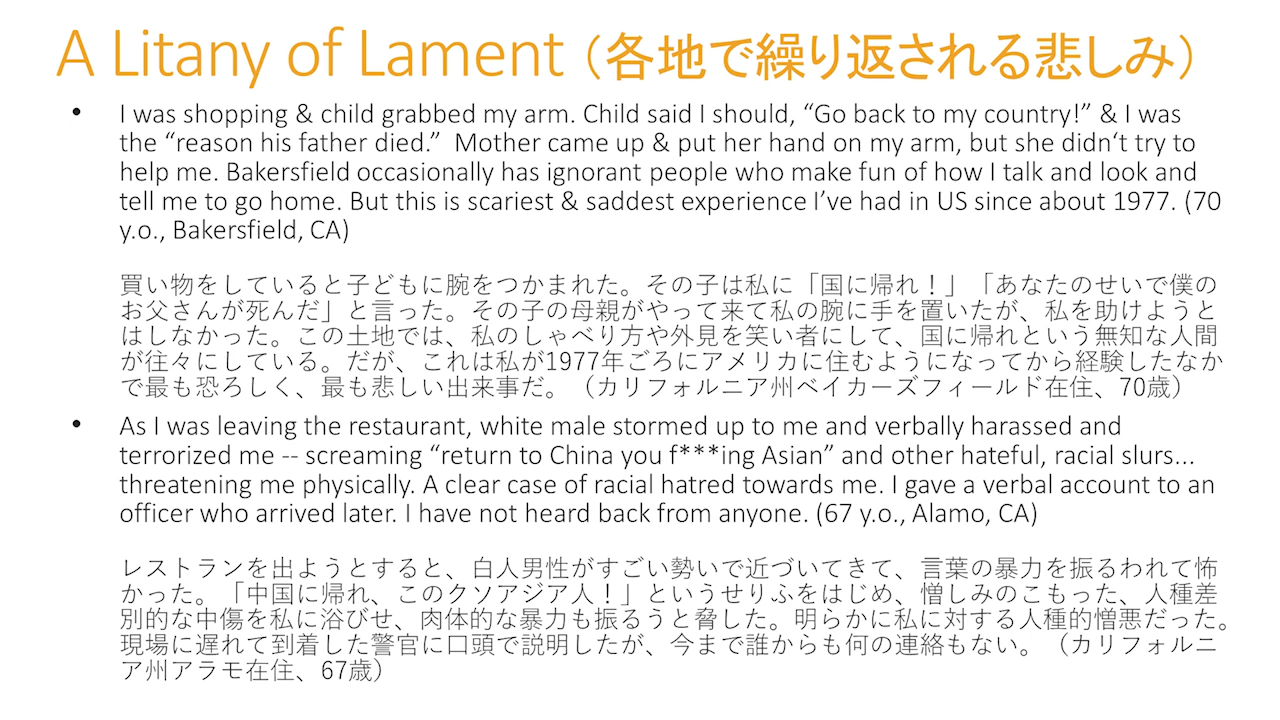 A Litany of Lament（各地で繰り返される悲しみ）
• I was shopping & child grabbed my arm. Child said I should, “Go back to my country!” & I was
the “reason his father died.”  Mother came up & put her hand on my arm, but she didn‘t try to
help me. Bakersfield occasionally has ignorant people who make fun of how I talk and look and
tell me to go home. But this is scariest & saddest experience I’ve had in US since about 1977. (70
y.o., Bakersfield, CA)
買い物をしていると子どもに腕をつかまれた。その子は私に「国に帰れ！」「あなたのせいで僕の
お父さんが死んだ」と言った。その子の母親がやって来て私の腕に手を置いたが、私を助けようと
はしなかった。この土地では、私のしゃべり方や外見を笑い者にして、国に帰れという無知な人間
が往々にしている。だが、これは私が1977年ごろにアメリカに住むようになってから経験したなか
で最も恐ろしく、最も悲しい出来事だ。（カリフォルニア州ベイカーズフィールド在住、70歳）
• As I was leaving the restaurant, white male stormed up to me and verbally harassed and
terrorized me -- screaming “return to China you f***ing Asian” and other hateful, racial slurs...
threatening me physically. A clear case of racial hatred towards me. I gave a verbal account to an
officer who arrived later. I have not heard back from anyone. (67 y.o., Alamo, CA)
レストランを出ようとすると、白人男性がすごい勢いで近づいてきて、言葉の暴力を振るわれて怖
かった。「中国に帰れ、このクソアジア人！」というせりふをはじめ、憎しみのこもった、人種差
別的な中傷を私に浴びせ、肉体的な暴力も振るうと脅した。明らかに私に対する人種的憎悪だった。
現場に遅れて到着した警官に口頭で説明したが、今まで誰からも何の連絡もない。（カリフォルニ
ア州アラモ在住、67歳）